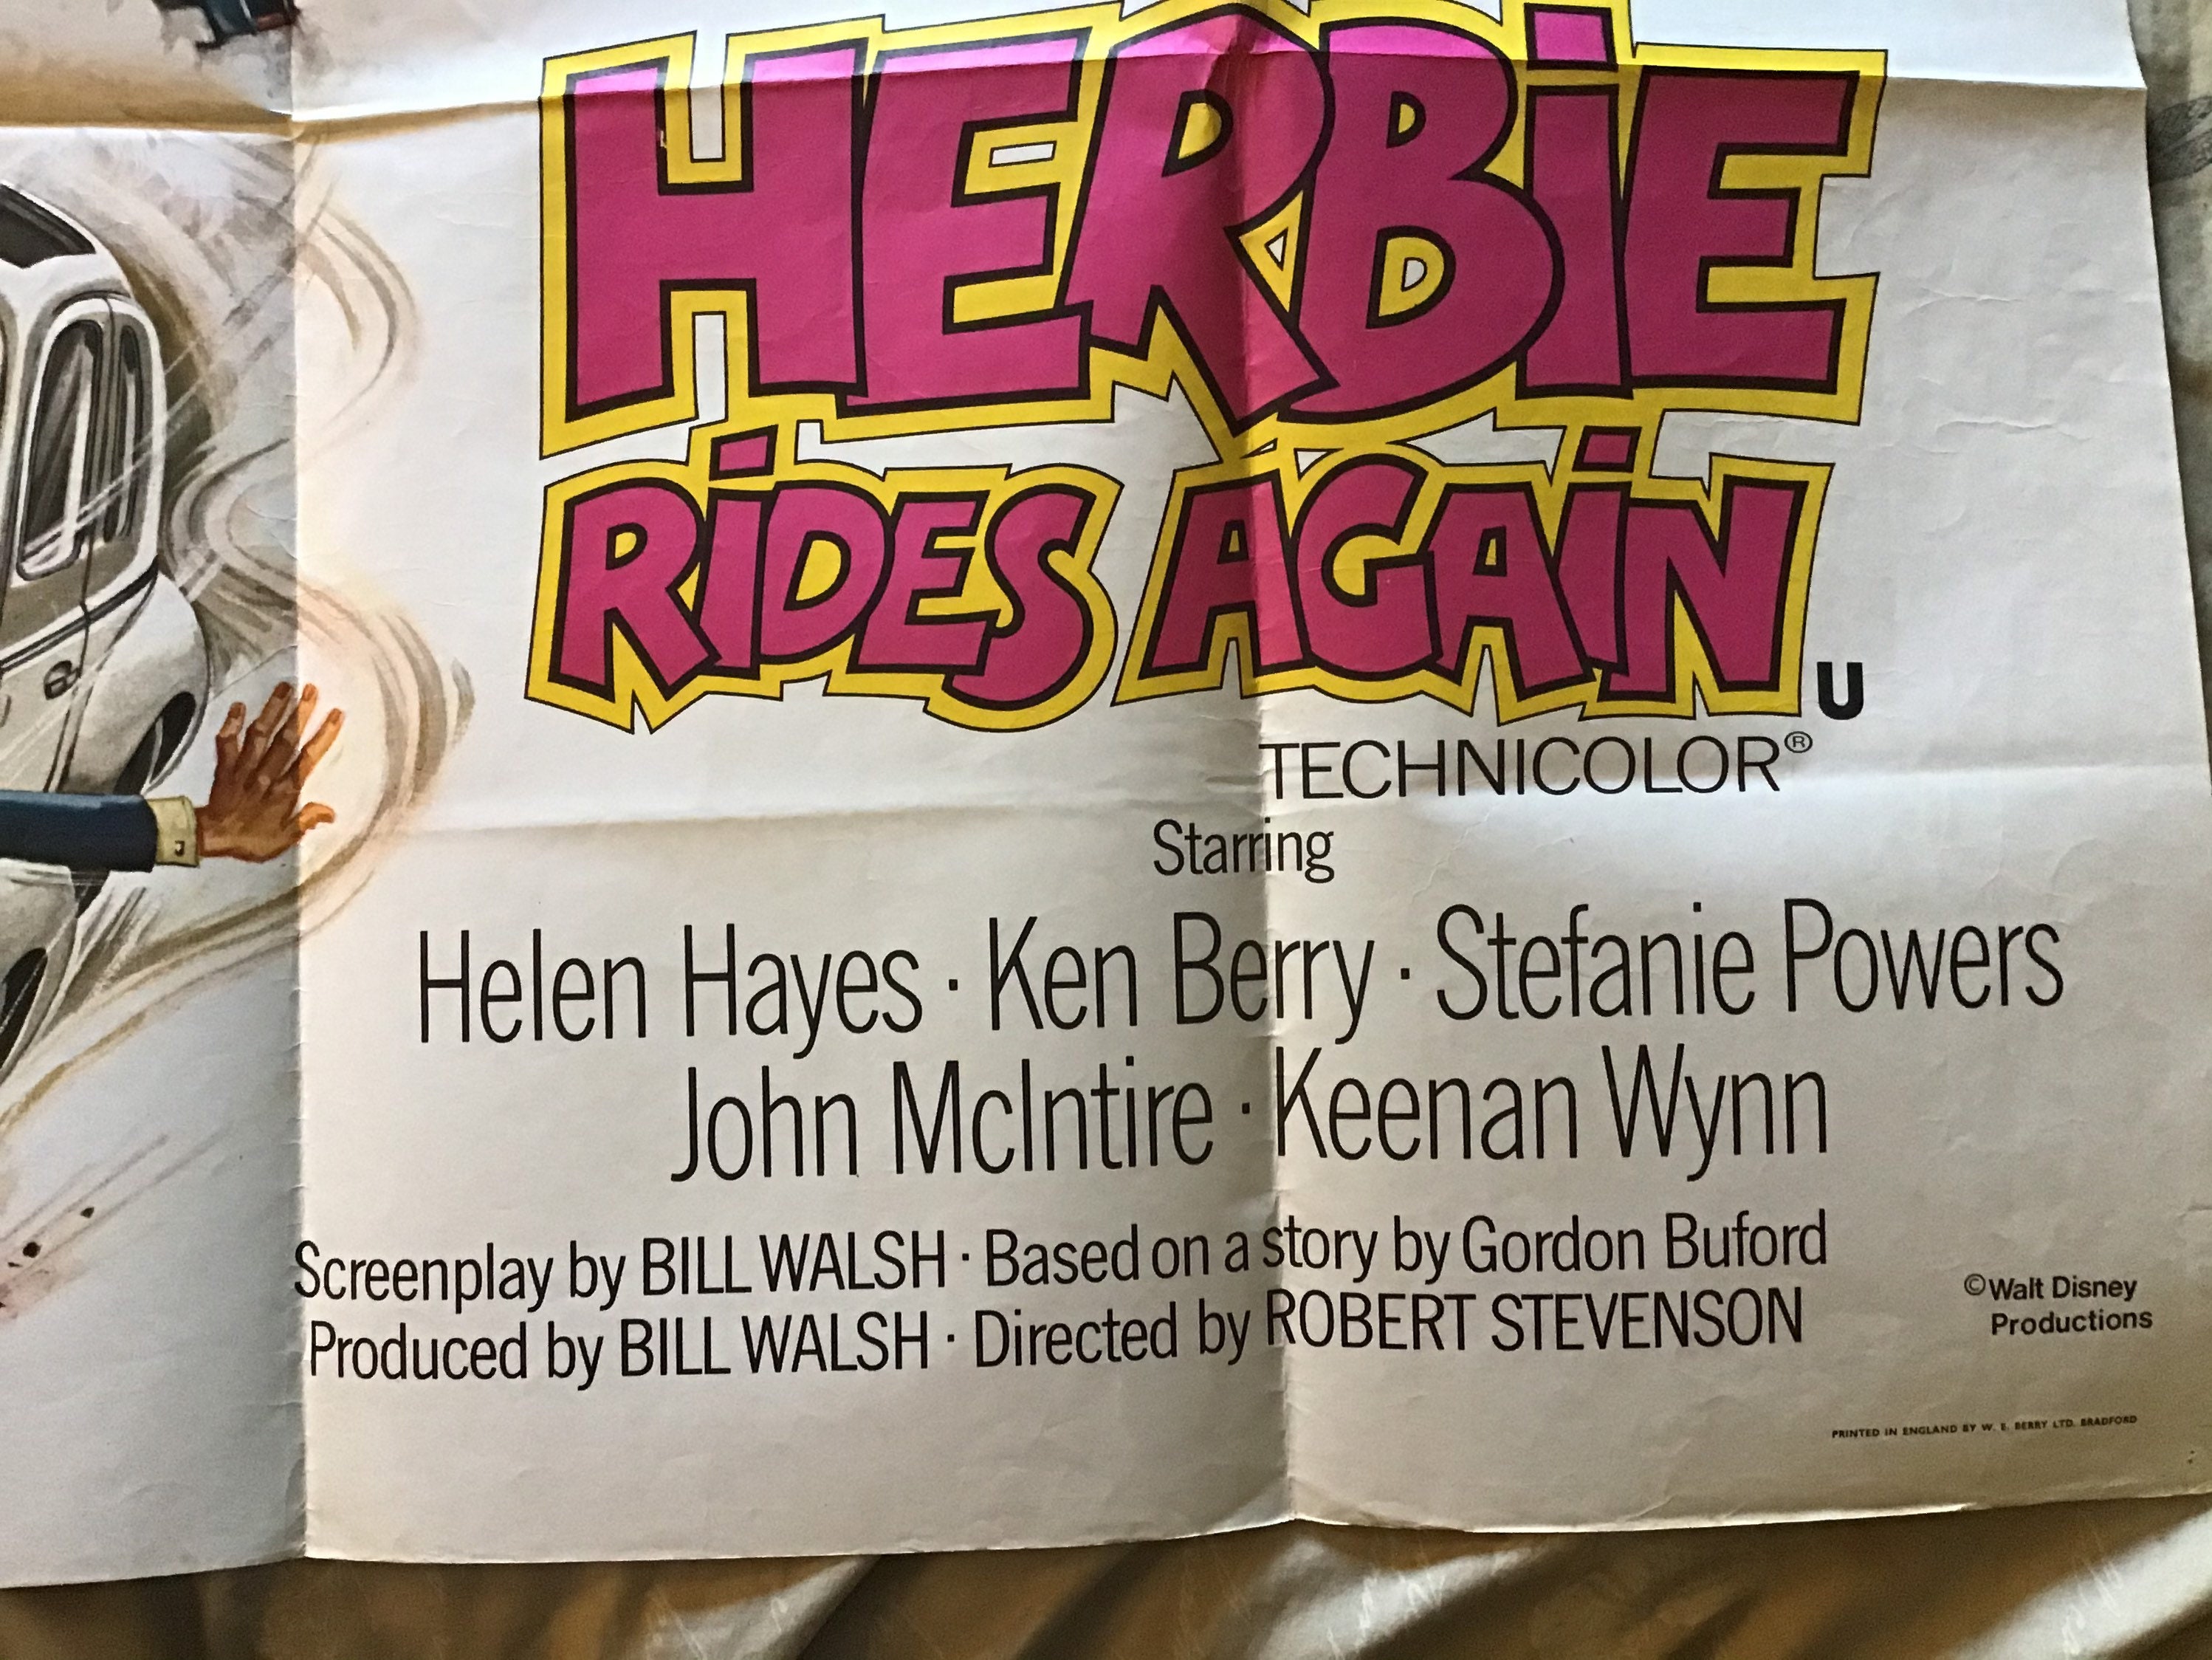 HERBiE
RiDES AGAiN U
TECHNICOLOR®
Starring
Helen Hayes · Ken Berry · Stefanie Powers
John McIntire · Keenan Wynn
Screenplay by BILL WALSH · Based on a story by Gordon Buford
Produced by BILL WALSH · Directed by ROBERT STEVENSON
©Walt Disney
Productions
PRINTED IN ENGLAND BY W. E. BERRY LTD. BRADFORD